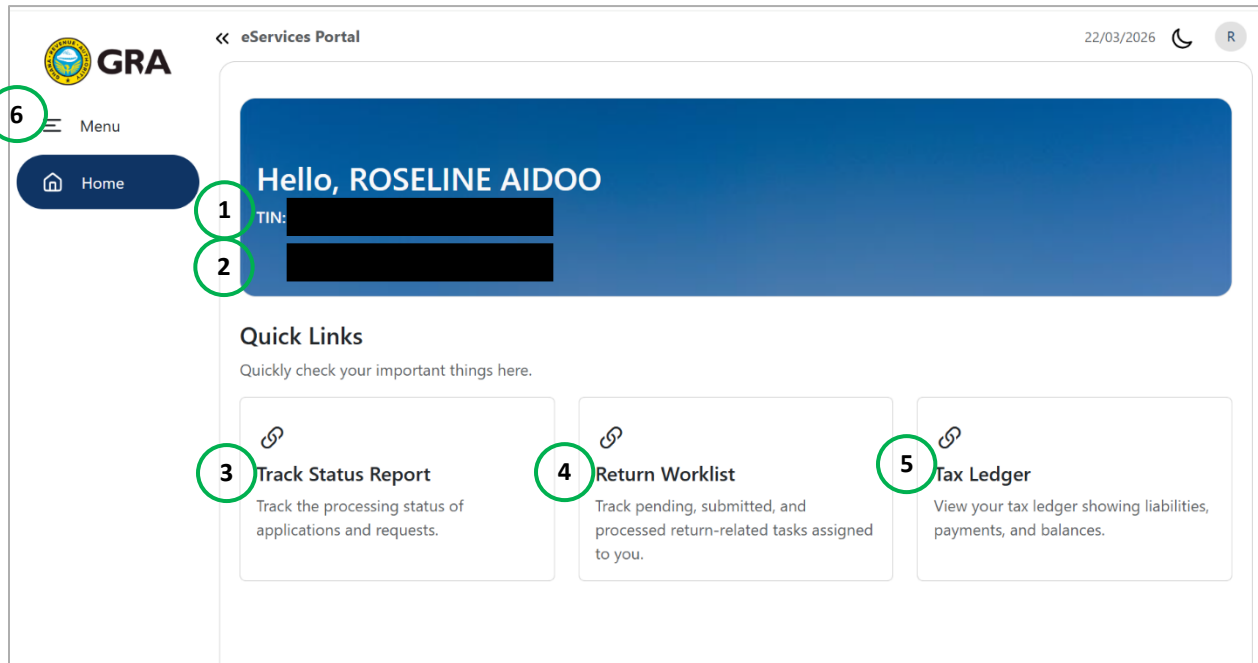 GRA
eServices Portal
22/03/2026
R
6
Menu
Home
Hello, ROSELINE AIDOO
1
TIN:
2
Quick Links
Quickly check your important things here.
3
Track Status Report
Track the processing status of
applications and requests.
4
Return Worklist
Track pending, submitted, and
processed return-related tasks assigned
to you.
5
Tax Ledger
View your tax ledger showing liabilities,
payments, and balances.